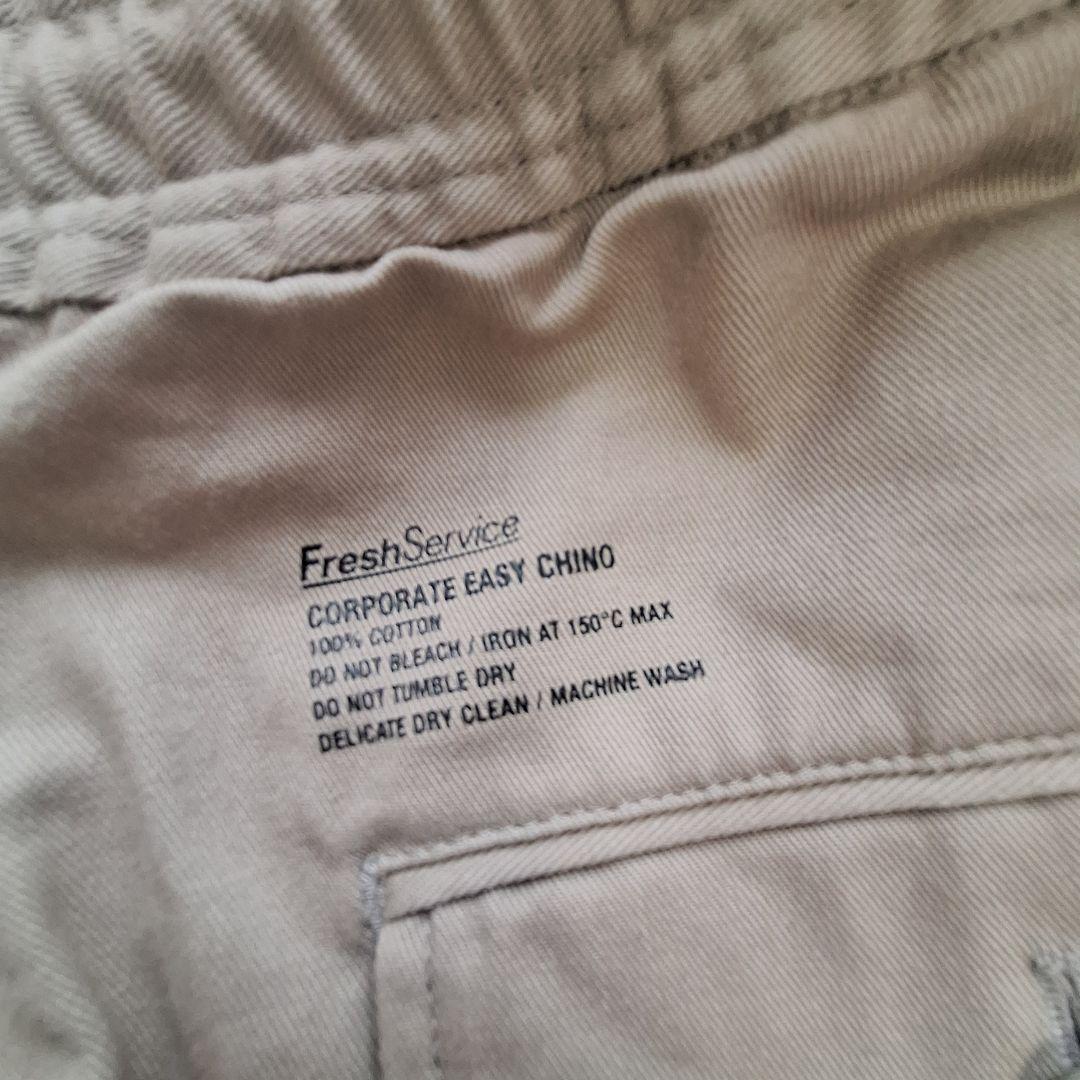 FreshService
CORPORATE EASY CHINO
100% COTTON
DO NOT BLEACH / IRON AT 150°C MAX
DO NOT TUMBLE DRY
DELICATE DRY CLEAN / MACHINE WASH